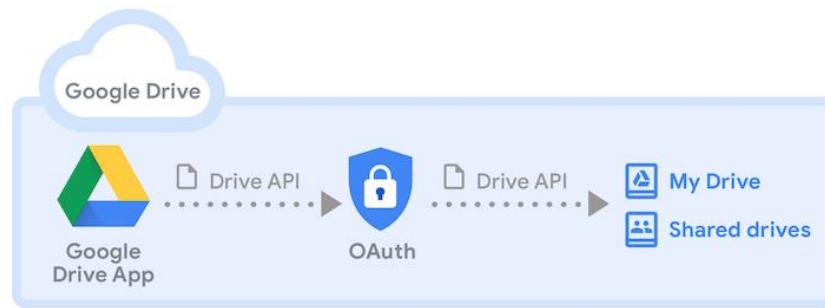 Google Drive
Drive API
Drive API
My Drive
Shared drives
Google
Drive App
OAuth